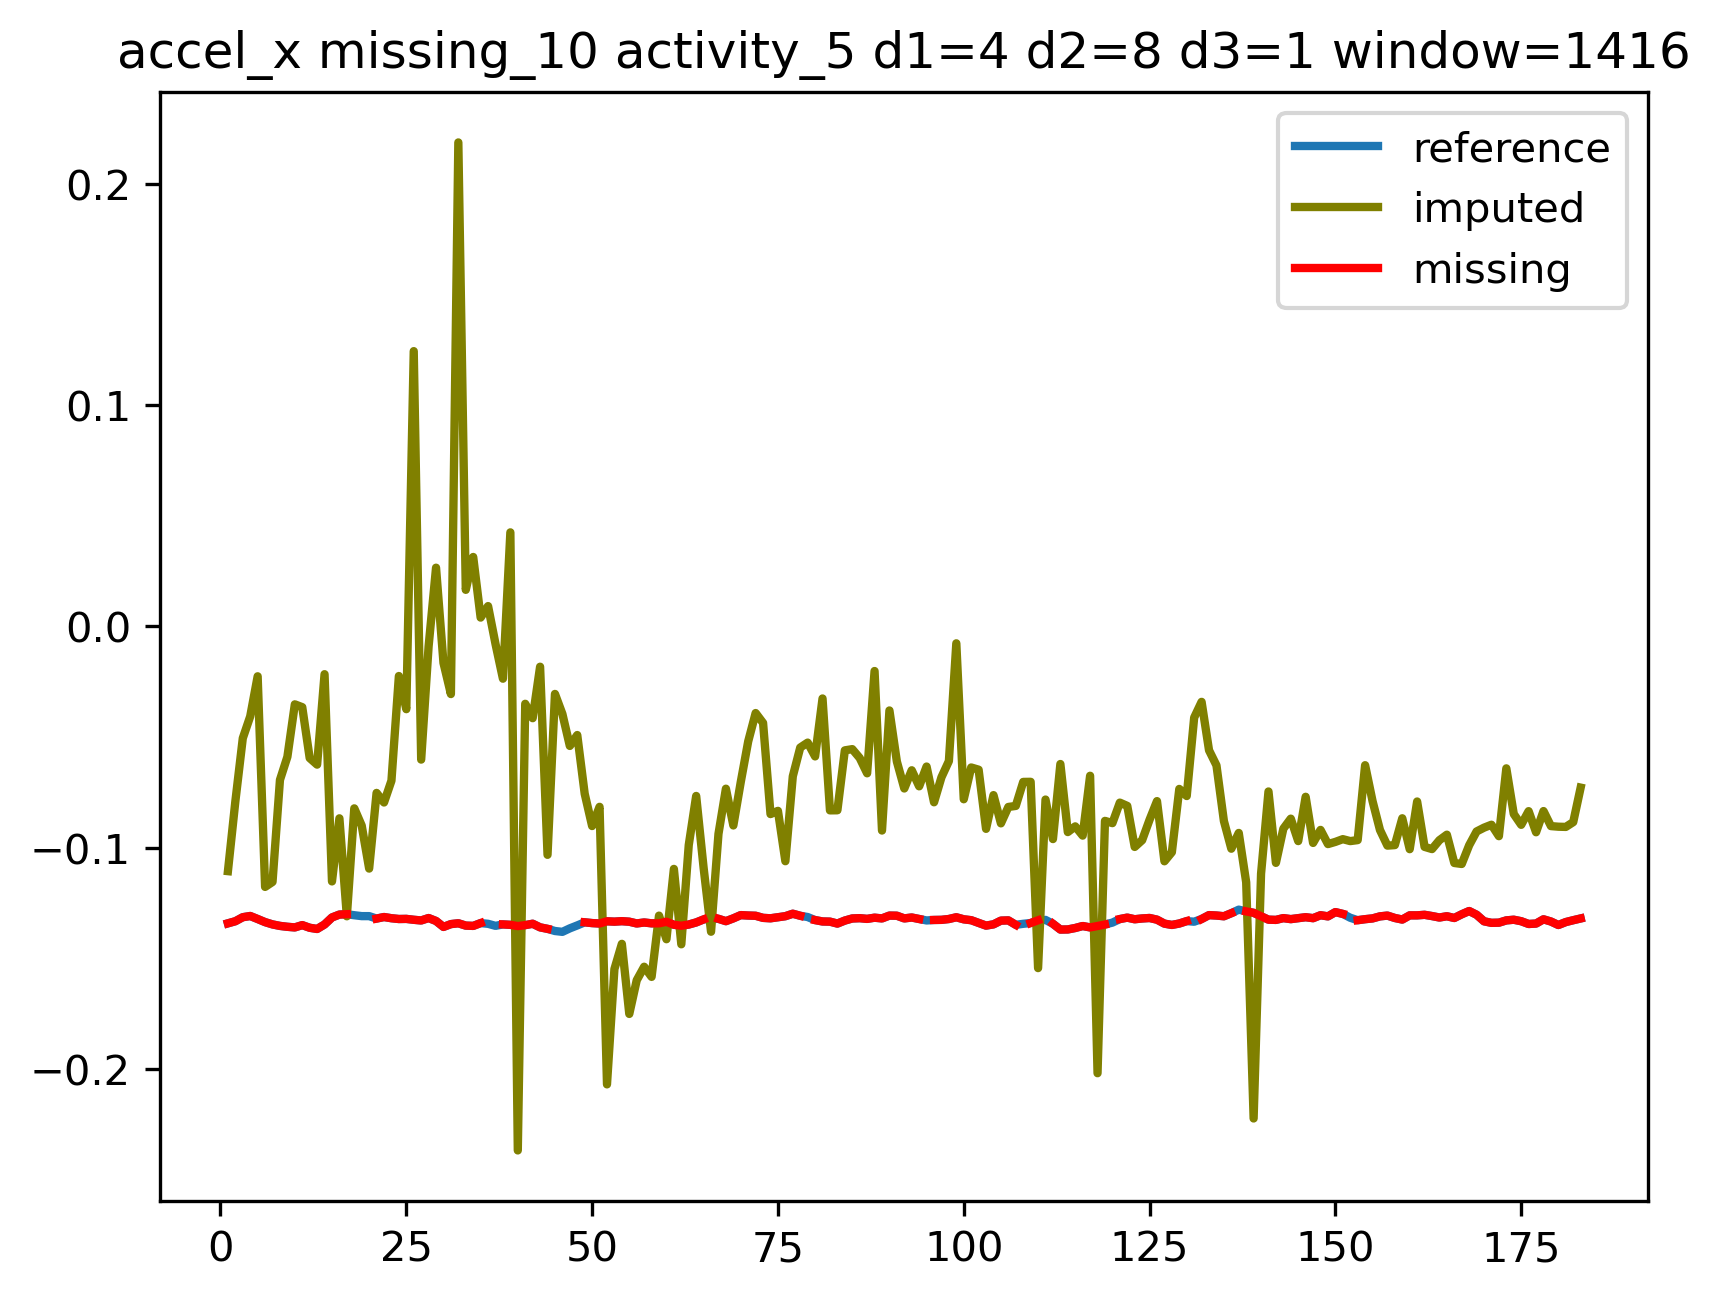 accel_x missing_10 activity_5 d1=4 d2=8 d3=1 window=1416
reference
imputed
missing
0.2
0.1
0.0
−0.1
−0.2
0 25 50 75 100 125 150 175